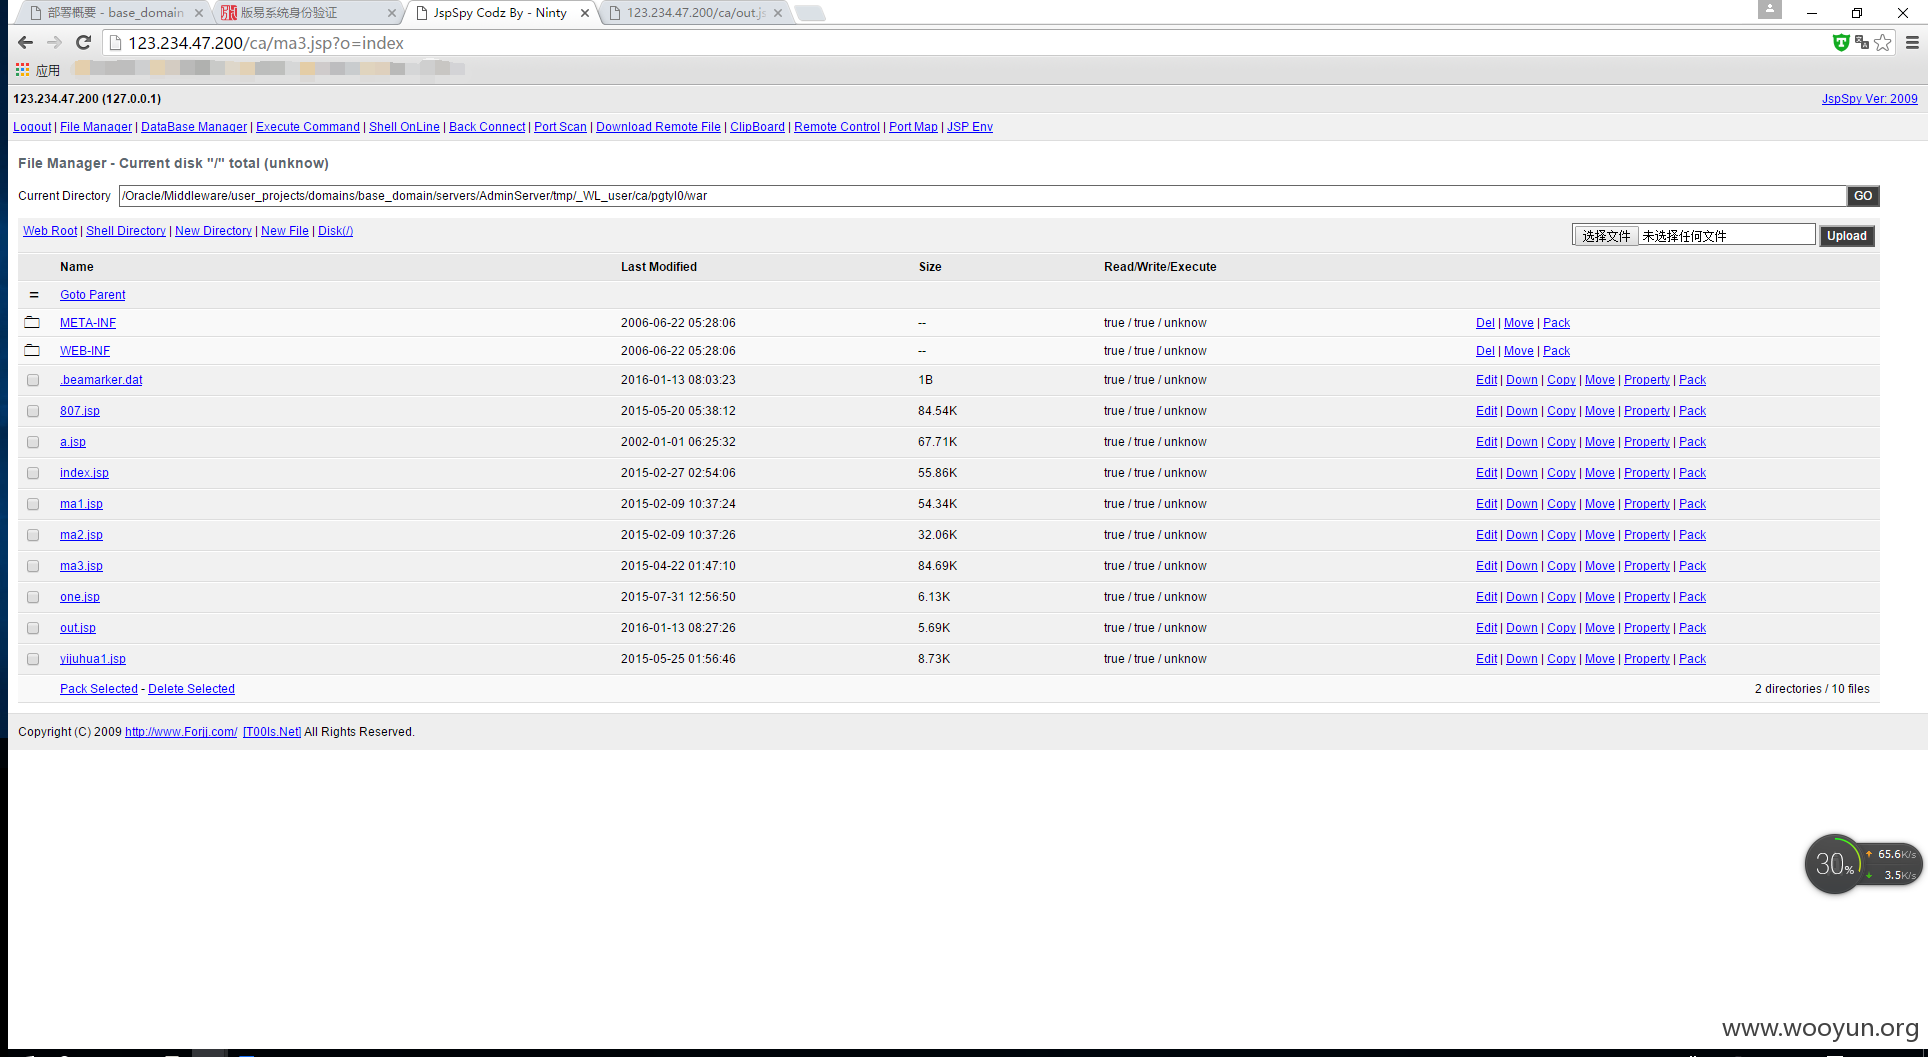 部署概要 - base_domain
版易系统身份验证
JspSpy Codz By - Ninty
123.234.47.200/ca/out.js
123.234.47.200/ca/ma3.jsp?o=index
应用
123.234.47.200 (127.0.0.1) JspSpy Ver: 2009
Logout | File Manager | DataBase Manager | Execute Command | Shell OnLine | Back Connect | Port Scan | Download Remote File | ClipBoard | Remote Control | Port Map | JSP Env
File Manager - Current disk "/" total (unknow)
Current Directory /Oracle/Middleware/user_projects/domains/base_domain/servers/AdminServer/tmp/_WL_user/ca/pgtyl0/war GO
Web Root | Shell Directory | New Directory | New File | Disk(/) 选择文件 未选择任何文件 Upload
Name Last Modified Size Read/Write/Execute
= Goto Parent
META-INF 2006-06-22 05:28:06 -- true / true / unknow Del | Move | Pack
WEB-INF 2006-06-22 05:28:06 -- true / true / unknow Del | Move | Pack
.beamarker.dat 2016-01-13 08:03:23 1B true / true / unknow Edit | Down | Copy | Move | Property | Pack
807.jsp 2015-05-20 05:38:12 84.54K true / true / unknow Edit | Down | Copy | Move | Property | Pack
a.jsp 2002-01-01 06:25:32 67.71K true / true / unknow Edit | Down | Copy | Move | Property | Pack
index.jsp 2015-02-27 02:54:06 55.86K true / true / unknow Edit | Down | Copy | Move | Property | Pack
ma1.jsp 2015-02-09 10:37:24 54.34K true / true / unknow Edit | Down | Copy | Move | Property | Pack
ma2.jsp 2015-02-09 10:37:26 32.06K true / true / unknow Edit | Down | Copy | Move | Property | Pack
ma3.jsp 2015-04-22 01:47:10 84.69K true / true / unknow Edit | Down | Copy | Move | Property | Pack
one.jsp 2015-07-31 12:56:50 6.13K true / true / unknow Edit | Down | Copy | Move | Property | Pack
out.jsp 2016-01-13 08:27:26 5.69K true / true / unknow Edit | Down | Copy | Move | Property | Pack
yijuhua1.jsp 2015-05-25 01:56:46 8.73K true / true / unknow Edit | Down | Copy | Move | Property | Pack
Pack Selected - Delete Selected 2 directories / 10 files
Copyright (C) 2009 http://www.Forjj.com/ [T00ls.Net] All Rights Reserved.
30% 65.6K/s
3.5K/s
www.wooyun.org